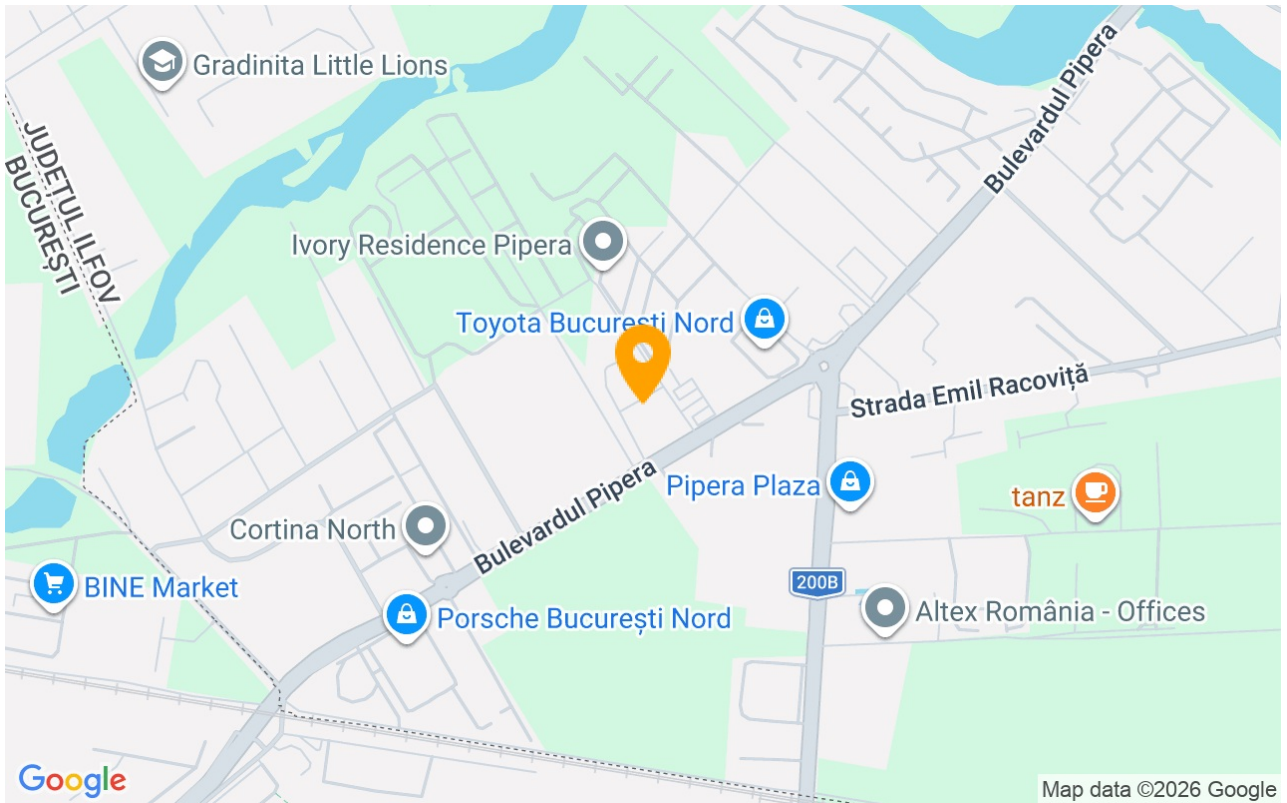 Gradinita Little Lions
Bulevardul Pipera
JUDEȚUL ILFOV
BUCUREȘTI
Ivory Residence Pipera
Toyota București Nord
Strada Emil Racoviță
Bulevardul Pipera
Pipera Plaza
tanz
Cortina North
BINE Market
200B
Porsche București Nord
Altex România - Offices
Google
Map data ©2026 Google